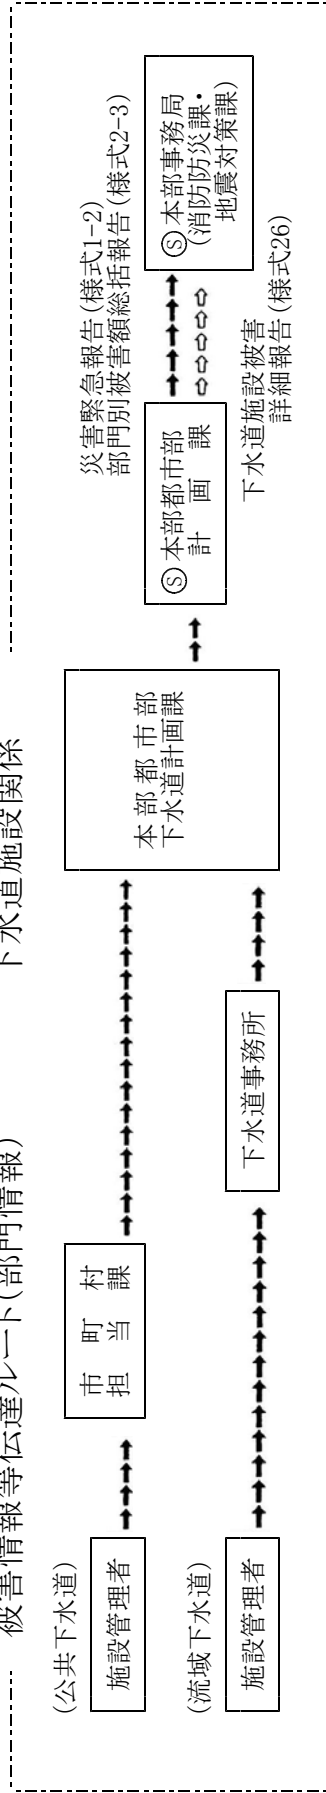 被害情報等伝達ルート(部門情報)
下水道施設関係
(公共下水道)
施設管理者
市町村
担当課
(流域下水道)
施設管理者
下水道事務所
本部都市部
下水道計画課
Ⓢ本部都市部
計画課
災害緊急報告(様式1-2)
部門別被害額総括報告(様式2-3)
下水道施設被害
詳細報告(様式26)
Ⓢ本部事務局
(消防防災課・
地震対策課)